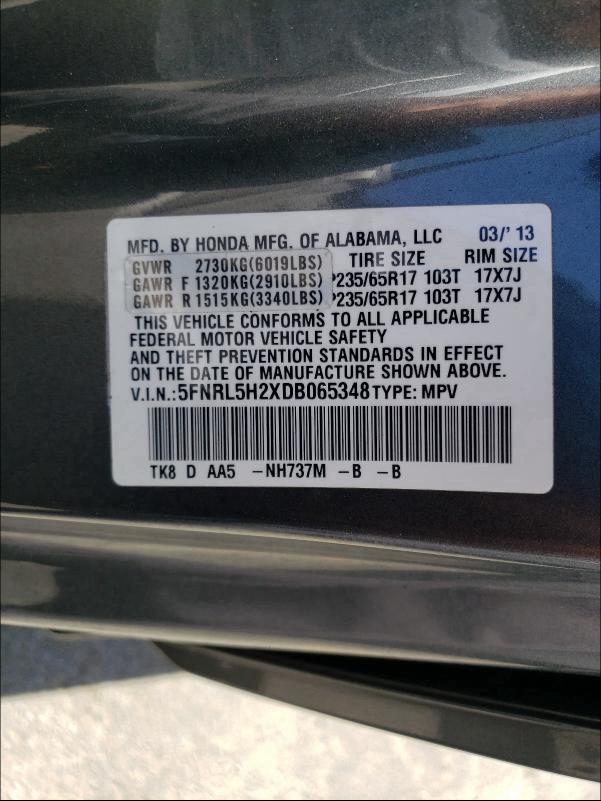 MFD. BY HONDA MFG. OF ALABAMA, LLC 03/'13
GVWR 2730KG(6019LBS) TIRE SIZE RIM SIZE
GAWR F 1320KG(2910LBS) P235/65R17 103T 17X7J
GAWR R 1515KG(3340LBS) P235/65R17 103T 17X7J
THIS VEHICLE CONFORMS TO ALL APPLICABLE
FEDERAL MOTOR VEHICLE SAFETY
AND THEFT PREVENTION STANDARDS IN EFFECT
ON THE DATE OF MANUFACTURE SHOWN ABOVE.
V.I.N.:5FNRL5H2XDB065348 TYPE: MPV
TK8 D AA5 -NH737M -B -B